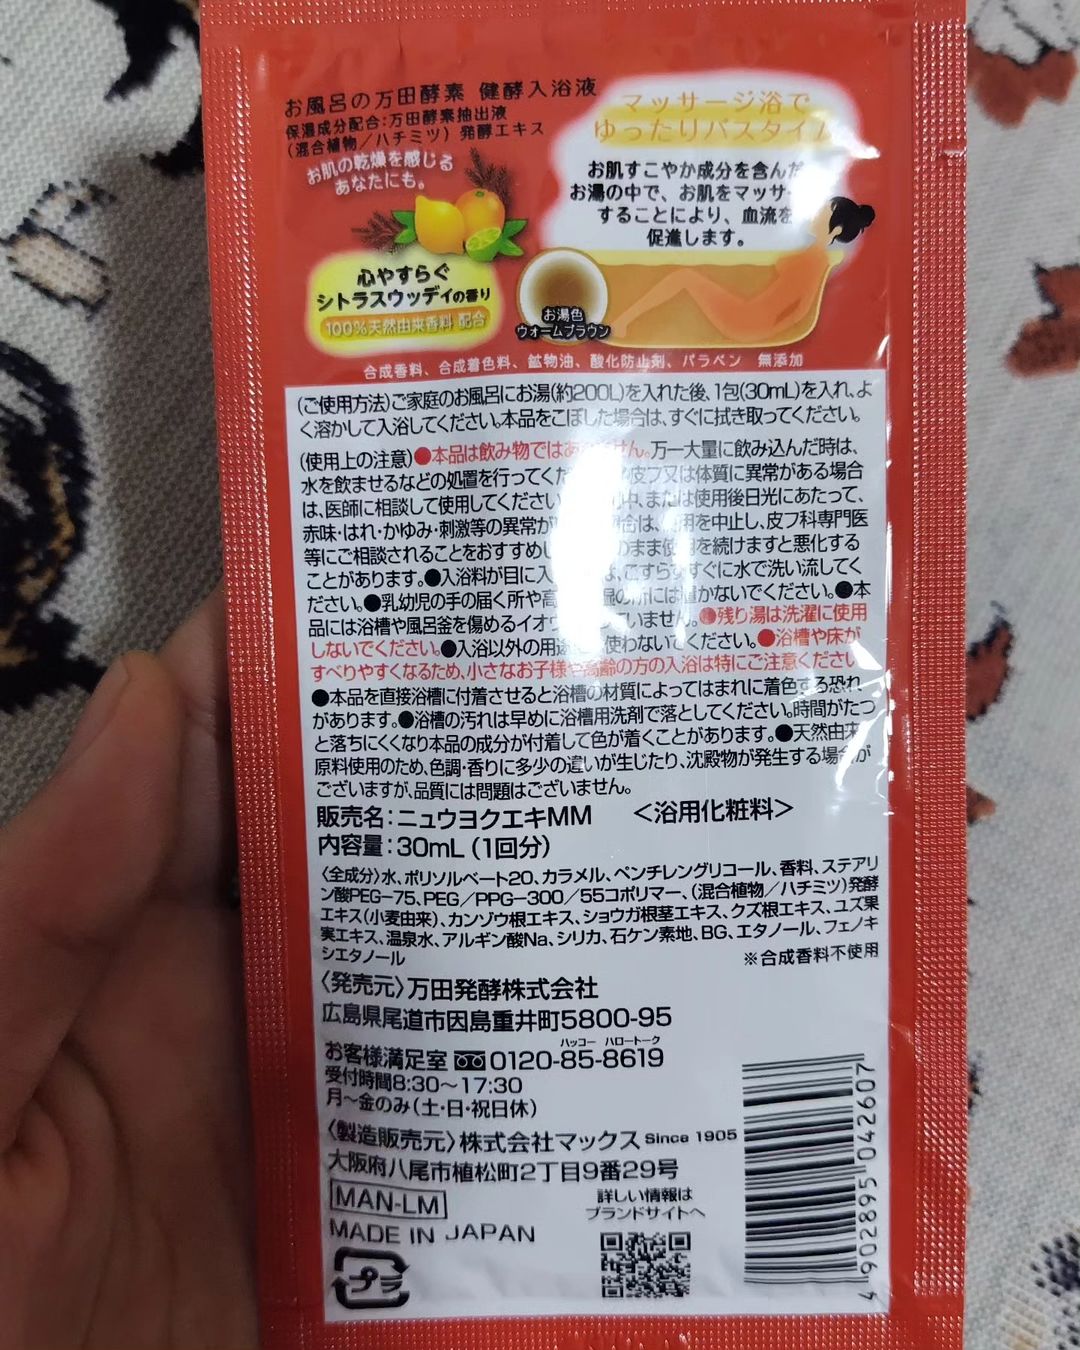 お風呂の万田酵素 健酵入浴液
保湿成分配合:万田酵素抽出液
(混合植物/ハチミツ)発酵エキス
お肌の乾燥を感じる
あなたにも。
心やすらぐ
シトラスウッディの香り
100%天然由来香料 配合
マッサージ浴で
ゆったりバスタイム
お肌すこやか成分を含んだ
お湯の中で、お肌をマッサー
することにより、血流を
促進します。
お湯色
ウォームブラウン
合成香料、合成着色料、鉱物油、酸化防止剤、パラベン 無添加
〈ご使用方法〉ご家庭のお風呂にお湯(約200L)を入れた後、1包(30mL)を入れ、よ
く溶かして入浴してください。本品をこぼした場合は、すぐに拭き取ってください。
〈使用上の注意〉●本品は飲み物ではありません。万一大量に飲み込んだ時は、
水を飲ませるなどの処置を行ってくだ 皮フ又は体質に異常がある場合
は、医師に相談して使用してください 中、または使用後日光にあたって、
赤味・はれ・かゆみ・刺激等の異常が 合は、使用を中止し、皮フ科専門医
等にご相談されることをおすすめし のまま使用を続けますと悪化する
ことがあります。●入浴料が目に入 は、こすらずすぐに水で洗い流してく
ださい。●乳幼児の手の届く所や高 湿の所には置かないでください。●本
品には浴槽や風呂釜を傷めるイオウ いません。●残り湯は洗濯に使用
しないでください。●入浴以外の用途 使わないでください。●浴槽や床が
すべりやすくなるため、小さなお子様や高齢の方の入浴は特にご注意ください
●本品を直接浴槽に付着させると浴槽の材質によってはまれに着色する恐れ
があります。●浴槽の汚れは早めに浴槽用洗剤で落としてください。時間がたつ
と落ちにくくなり本品の成分が付着して色が着くことがあります。●天然由来
原料使用のため、色調・香りに多少の違いが生じたり、沈殿物が発生する場合が
ございますが、品質には問題はございません。
販売名:ニュウヨクエキMM 〈浴用化粧料〉
内容量:30mL(1回分)
〈全成分〉水、ポリソルベート20、カラメル、ペンチレングリコール、香料、ステアリ
ン酸PEG-75、PEG/PPG-300/55コポリマー、(混合植物/ハチミツ)発酵
エキス(小麦由来)、カンゾウ根エキス、ショウガ根茎エキス、クズ根エキス、ユズ果
実エキス、温泉水、アルギン酸Na、シリカ、石ケン素地、BG、エタノール、フェノキ
シエタノール
※合成香料不使用
〈発売元〉万田発酵株式会社
広島県尾道市因島重井町5800-95
ハッコー ハロートーク
お客様満足室 0120-85-8619
受付時間8:30〜17:30
月〜金のみ(土・日・祝日休)
〈製造販売元〉株式会社マックス Since 1905
大阪府八尾市植松町2丁目9番29号
MAN-LM
MADE IN JAPAN
プラ
詳しい情報は
ブランドサイトへ
4902895042607